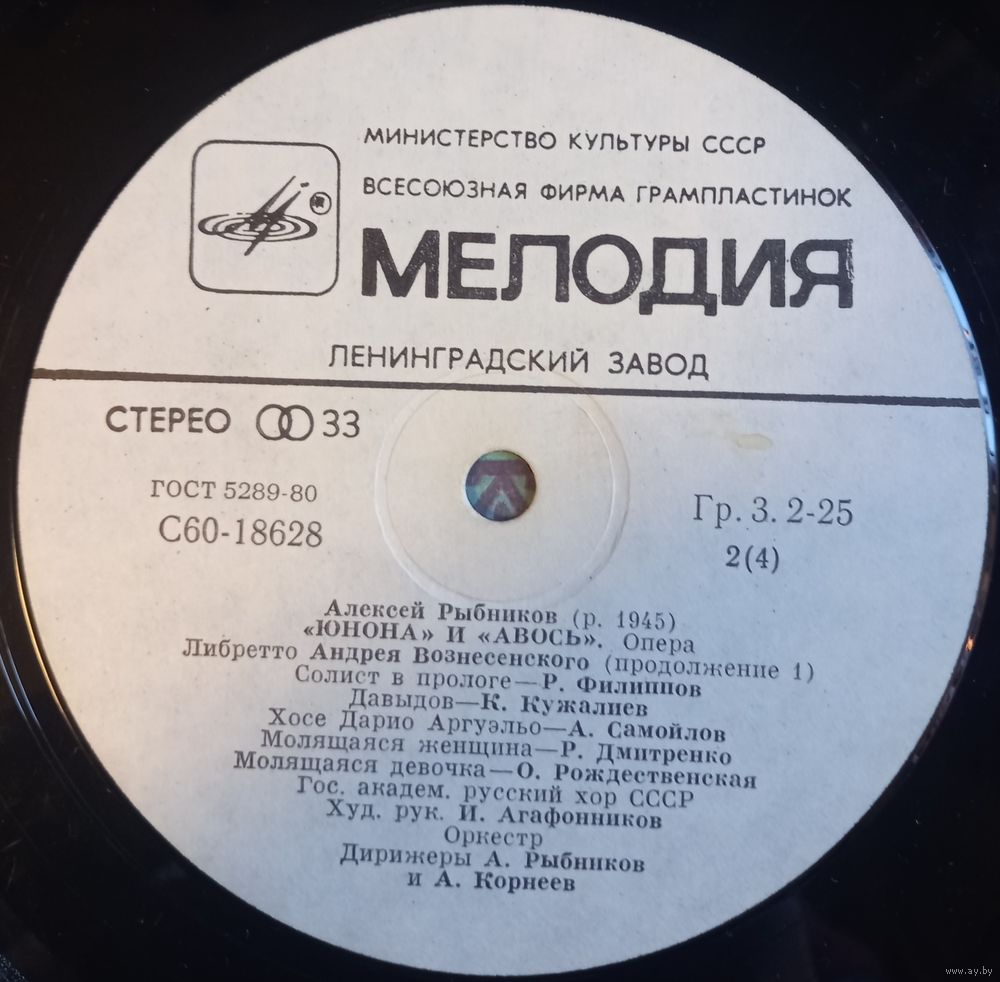 МИНИСТЕРСТВО КУЛЬТУРЫ СССР
ВСЕСОЮЗНАЯ ФИРМА ГРАМПЛАСТИНОК
МЕЛОДИЯ
ЛЕНИНГРАДСКИЙ ЗАВОД
СТЕРЕО 33
ГОСТ 5289-80
С60-18628
Гр. 3. 2-25
2(4)
Алексей Рыбников (р. 1945)
«ЮНОНА» И «АВОСЬ». Опера
Либретто Андрея Вознесенского (продолжение 1)
Солист в прологе—Р. Филиппов
Давыдов—К. Кужалиев
Хосе Дарио Аргуэльо—А. Самойлов
Молящаяся женщина—Р. Дмитренко
Молящаяся девочка—О. Рождественская
Гос. академ. русский хор СССР
Худ. рук. И. Агафонников
Оркестр
Дирижеры А. Рыбников
и А. Корнеев
www.ay.by